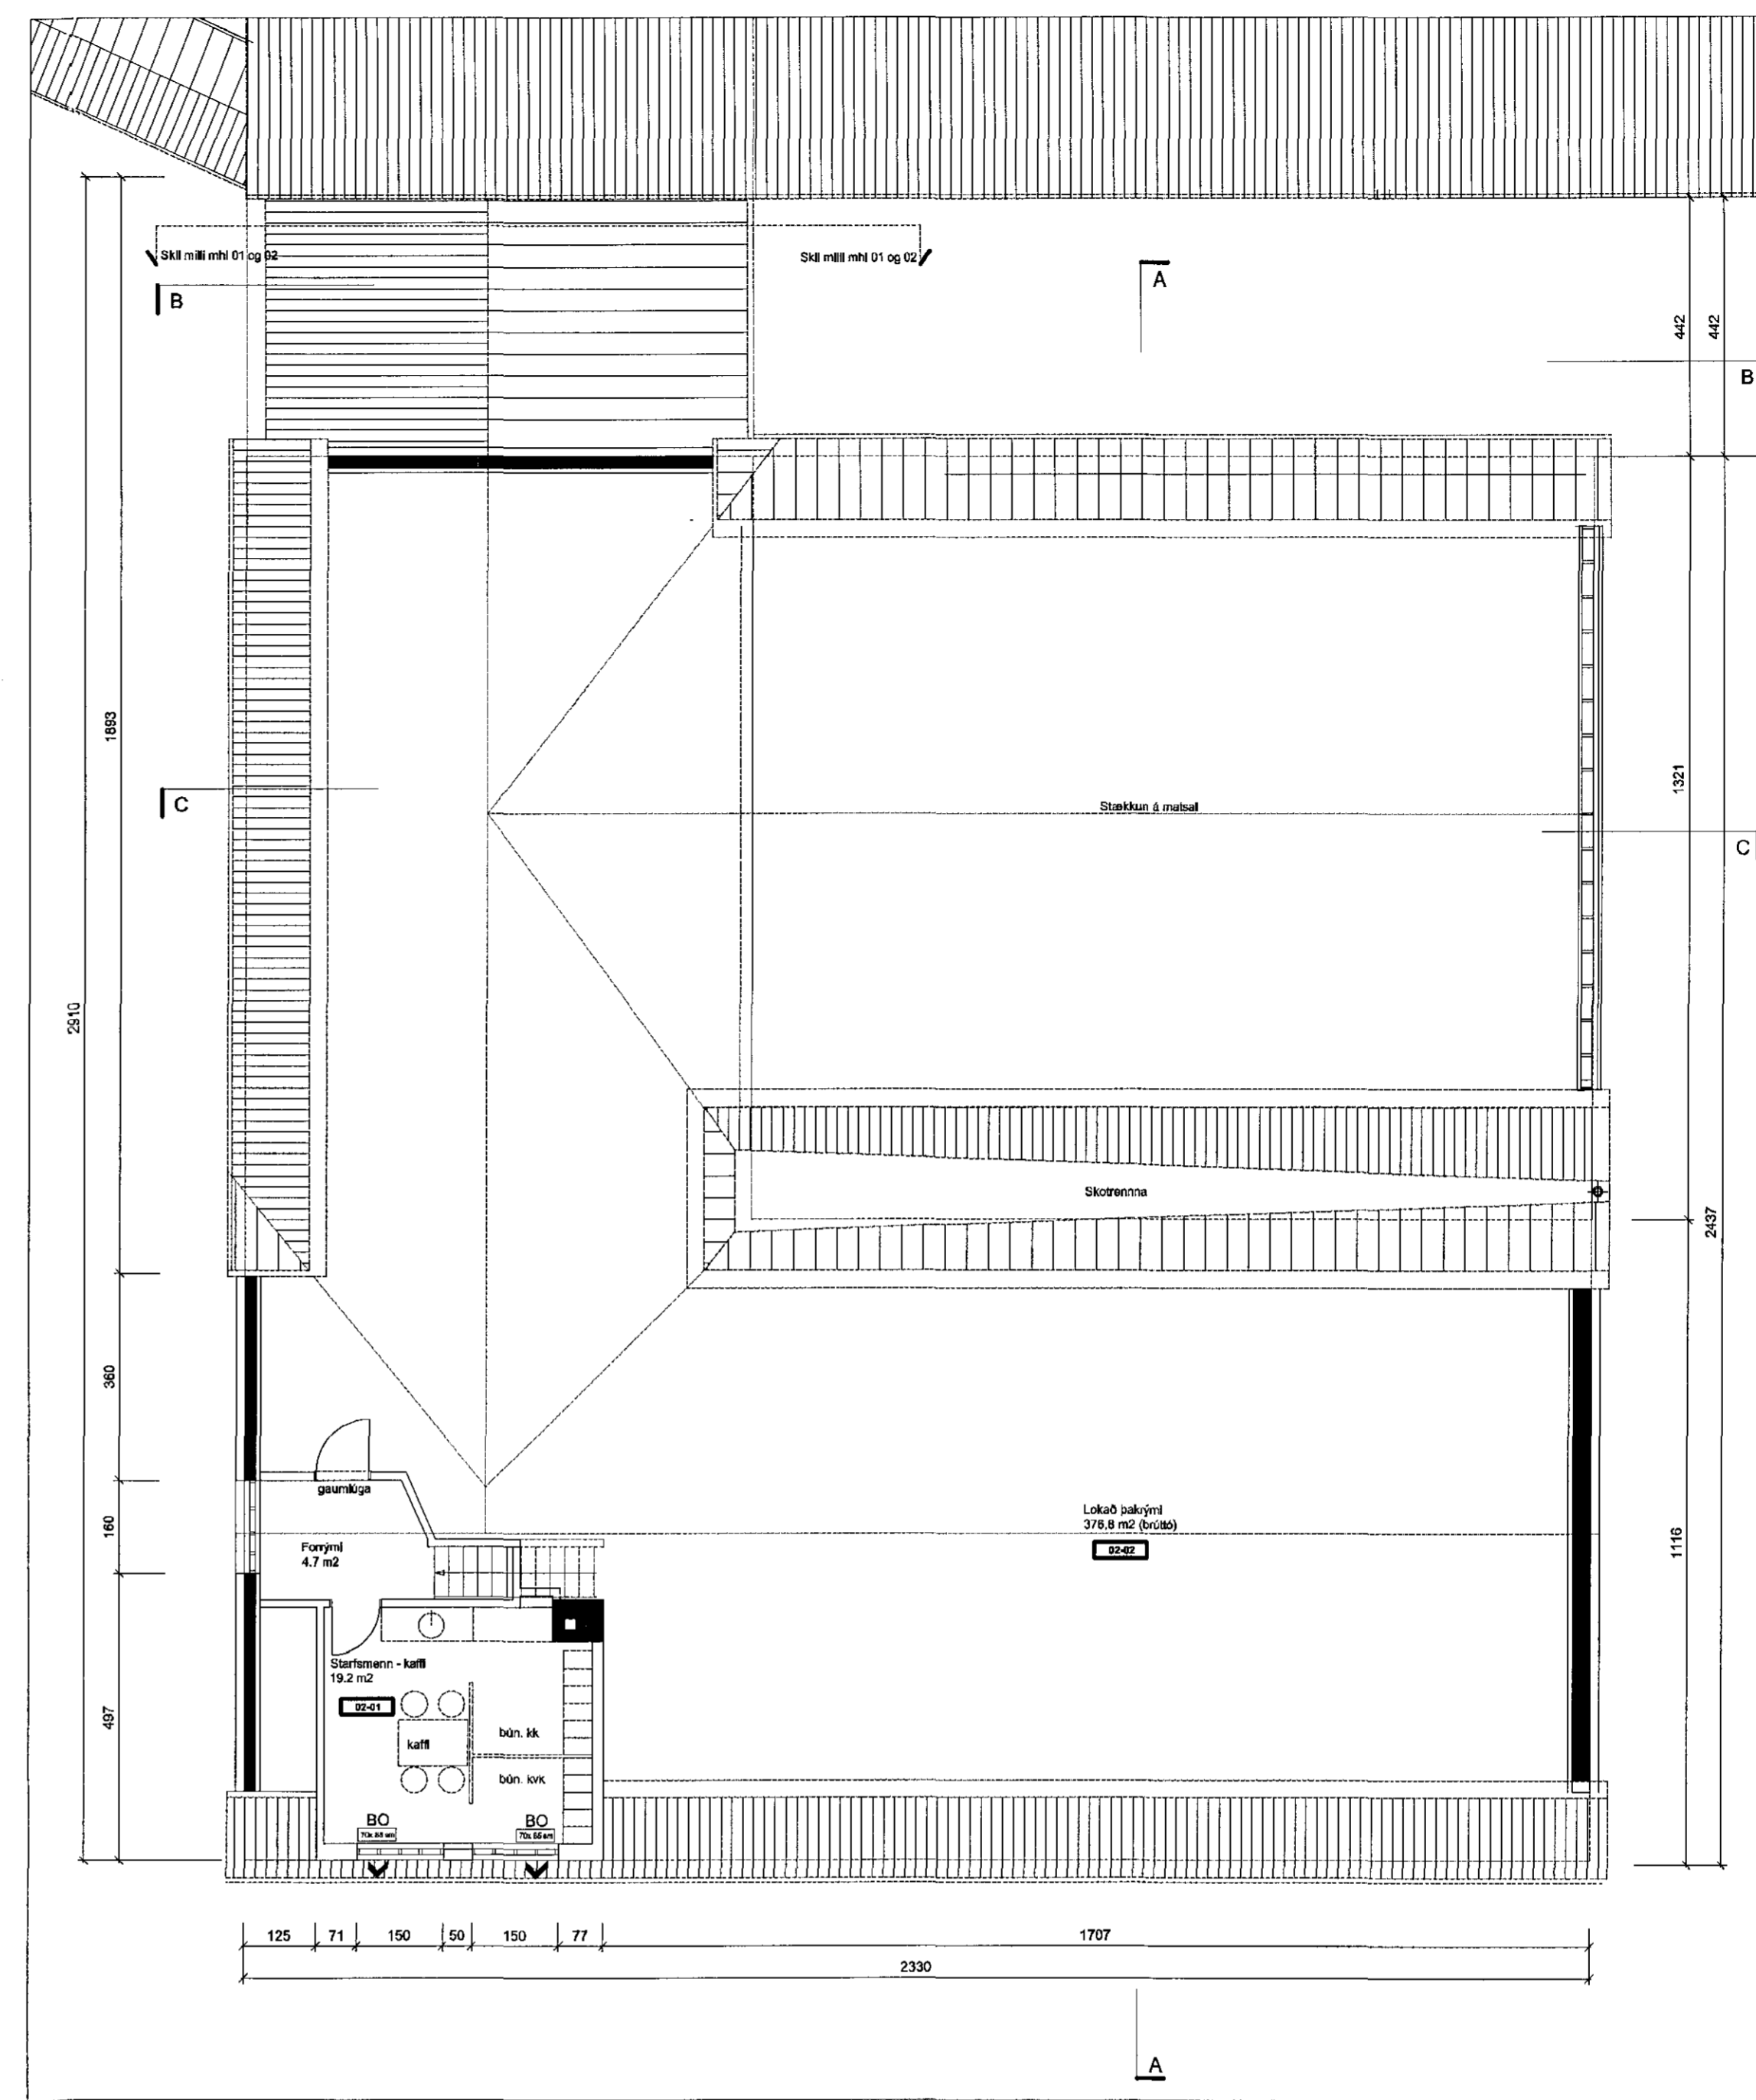 Skil milli mhl 01 og 02
Skil milli mhl 01 og 02
B
A
442
442
B
1893
1321
Stækkun á matsal
C
C
2910
Skotrennna
2437
360
gaumlúga
160
Forrými
4.7 m2
Lokað þakrými
376,8 m2 (brúttó)
02-02
1116
Starfsmenn - kaffi
19.2 m2
02-01
497
bún. kk
kaffi
bún. kvk
BO
BO
125
71
150
50
150
77
1707
2330
A